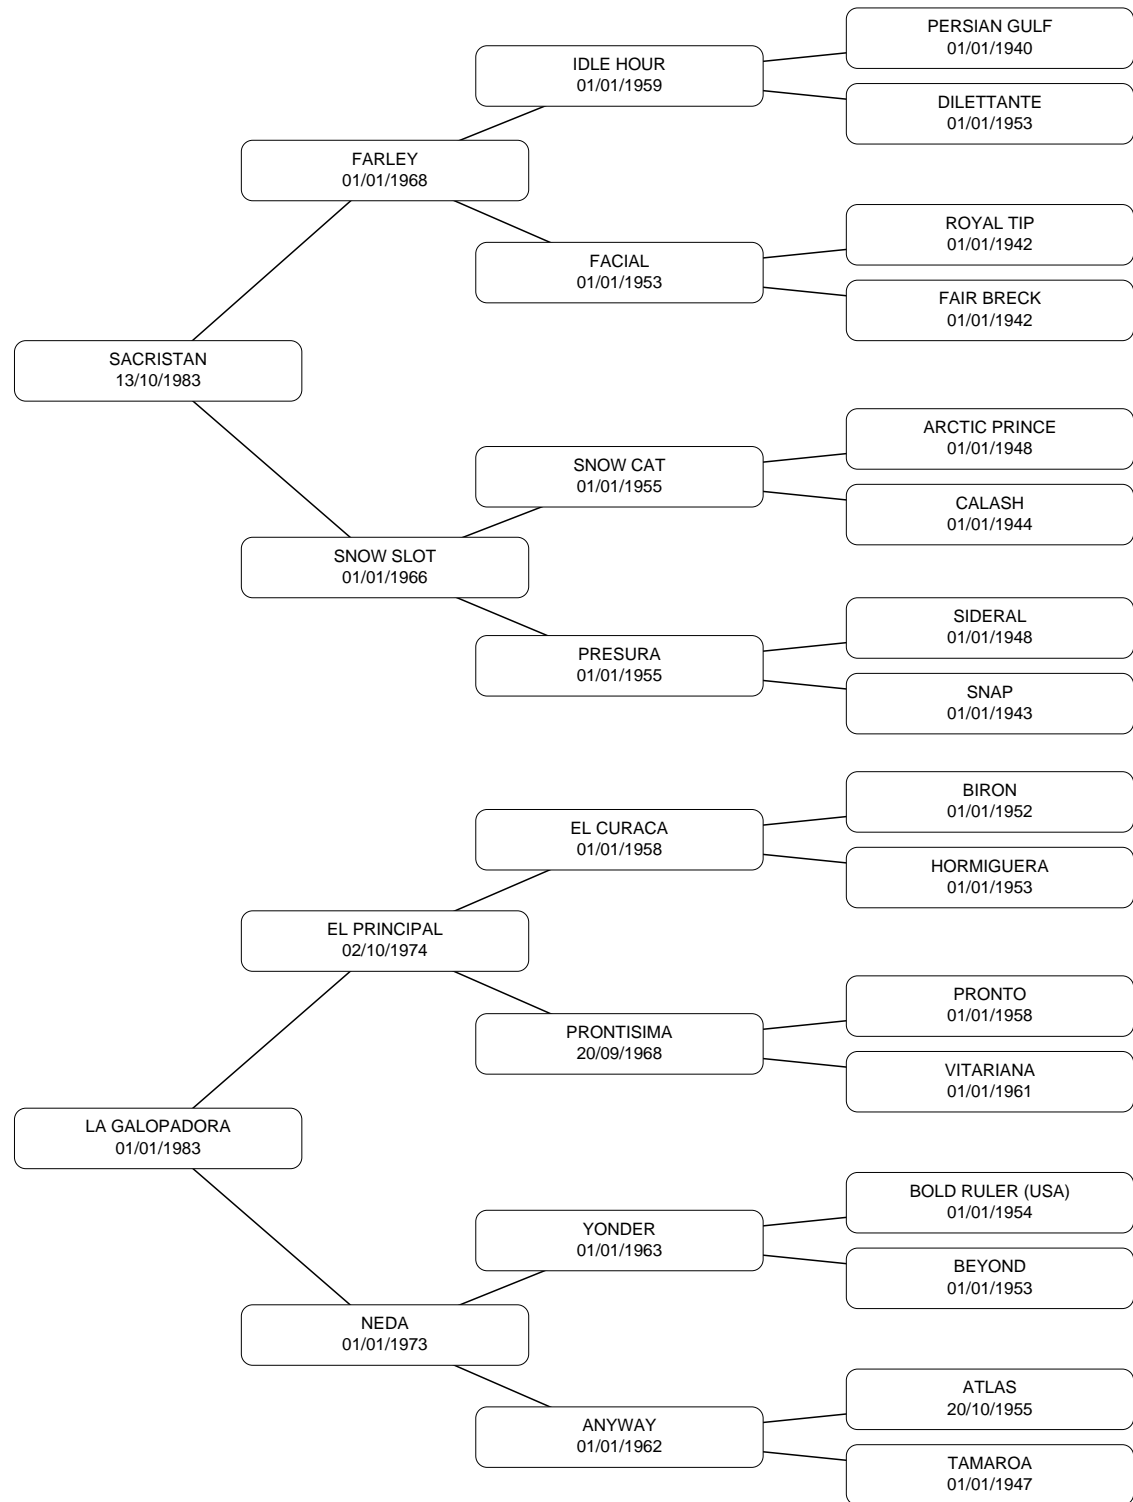 PERSIAN GULF
01/01/1940
IDLE HOUR
01/01/1959
DILETTANTE
01/01/1953
FARLEY
01/01/1968
ROYAL TIP
01/01/1942
FACIAL
01/01/1953
FAIR BRECK
01/01/1942
SACRISTAN
13/10/1983
ARCTIC PRINCE
01/01/1948
SNOW CAT
01/01/1955
CALASH
01/01/1944
SNOW SLOT
01/01/1966
SIDERAL
01/01/1948
PRESURA
01/01/1955
SNAP
01/01/1943
BIRON
01/01/1952
EL CURACA
01/01/1958
HORMIGUERA
01/01/1953
EL PRINCIPAL
02/10/1974
PRONTO
01/01/1958
PRONTISIMA
20/09/1968
VITARIANA
01/01/1961
LA GALOPADORA
01/01/1983
BOLD RULER (USA)
01/01/1954
YONDER
01/01/1963
BEYOND
01/01/1953
NEDA
01/01/1973
ATLAS
20/10/1955
ANYWAY
01/01/1962
TAMAROA
01/01/1947